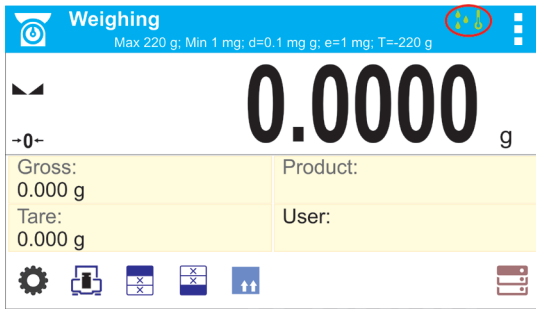 Weighing
Max 220 g; Min 1 mg; d=0.1 mg g; e=1 mg; T=-220 g
0.0000 g
→0←
Gross:
0.000 g
Product:
Tare:
0.000 g
User: